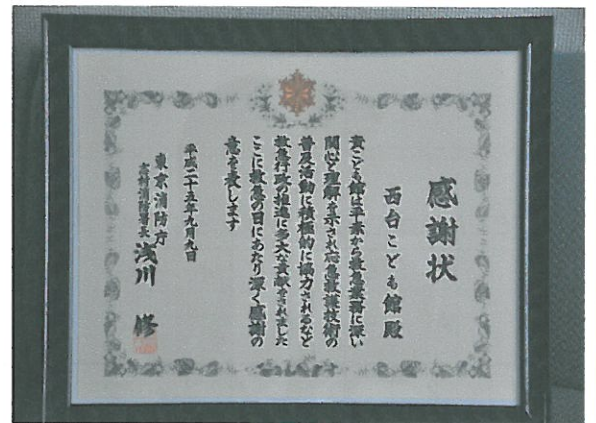 感謝状
西台こども館殿
貴こども館は平素から救急業務に深い
関心と理解を示され応急救護技術の
普及活動に積極的に協力されるなど
救急行政の推進に多大な貢献をされました
ここに救急の日にあたり深く感謝の
意を表します
平成二十五年九月九日
東京消防庁
志村消防署長 浅川 修